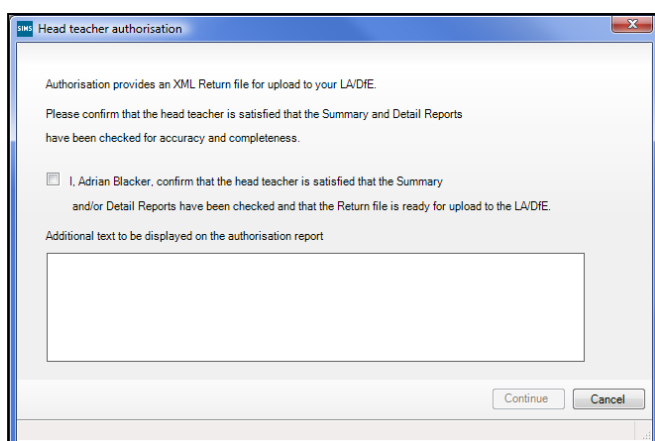 SIMS Head teacher authorisation
Authorisation provides an XML Return file for upload to your LA/DfE.
Please confirm that the head teacher is satisfied that the Summary and Detail Reports
have been checked for accuracy and completeness.
I, Adrian Blacker, confirm that the head teacher is satisfied that the Summary
and/or Detail Reports have been checked and that the Return file is ready for upload to the LA/DfE.
Additional text to be displayed on the authorisation report
Continue Cancel